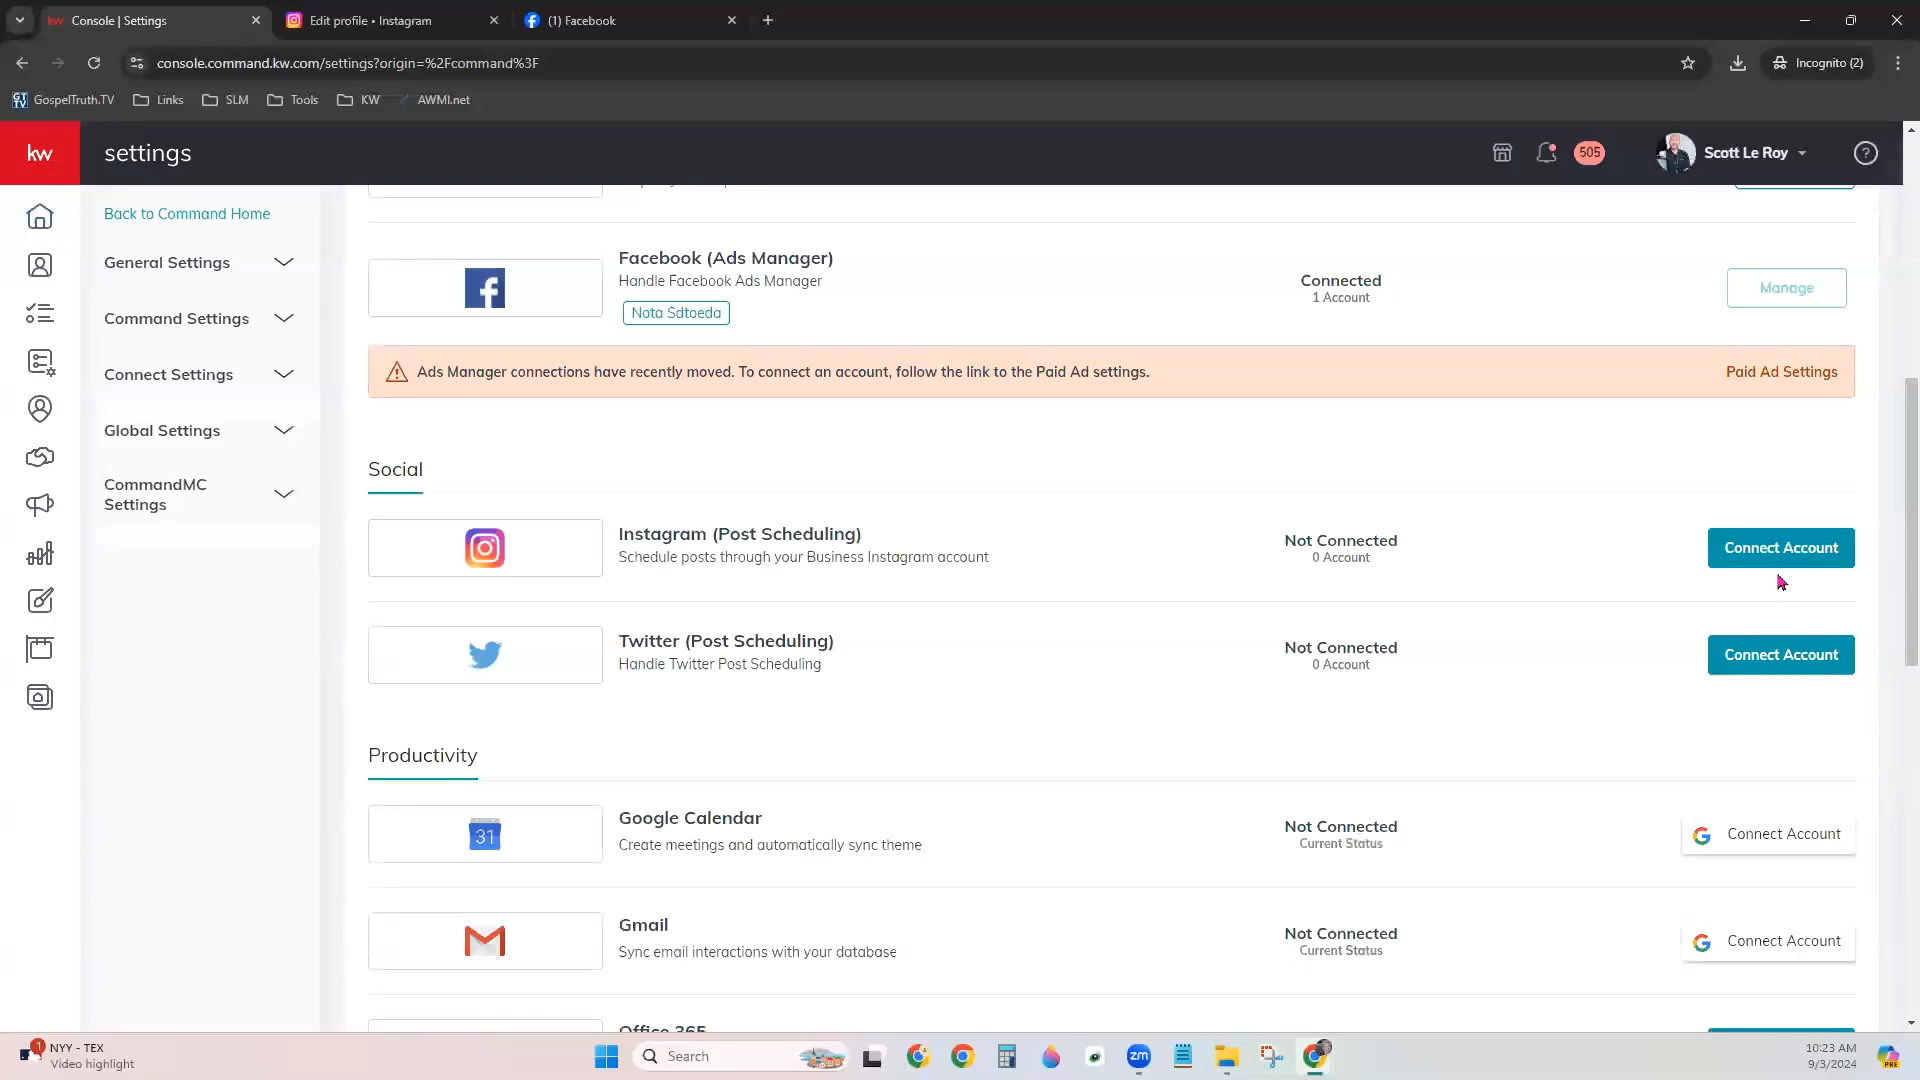 kw Console | Settings
Edit profile • Instagram
(1) Facebook
console.command.kw.com/settings?origin=%2Fcommand%3F
Incognito (2)
GT TV GospelTruth.TV
Links
SLM
Tools
KW
AWMI.net
kw
settings
505
Scott Le Roy
?
Back to Command Home
General Settings
Command Settings
Connect Settings
Global Settings
CommandMC
Settings
Facebook (Ads Manager)
Handle Facebook Ads Manager
Nota Sdtoeda
Connected
1 Account
Manage
Ads Manager connections have recently moved. To connect an account, follow the link to the Paid Ad settings.
Paid Ad Settings
Social
Instagram (Post Scheduling)
Schedule posts through your Business Instagram account
Not Connected
0 Account
Connect Account
Twitter (Post Scheduling)
Handle Twitter Post Scheduling
Not Connected
0 Account
Connect Account
Productivity
31
Google Calendar
Create meetings and automatically sync theme
Not Connected
Current Status
Connect Account
Gmail
Sync email interactions with your database
Not Connected
Current Status
Connect Account
Office 365
1
NYY - TEX
Video highlight
Search
zm
10:23 AM
9/3/2024
PRE